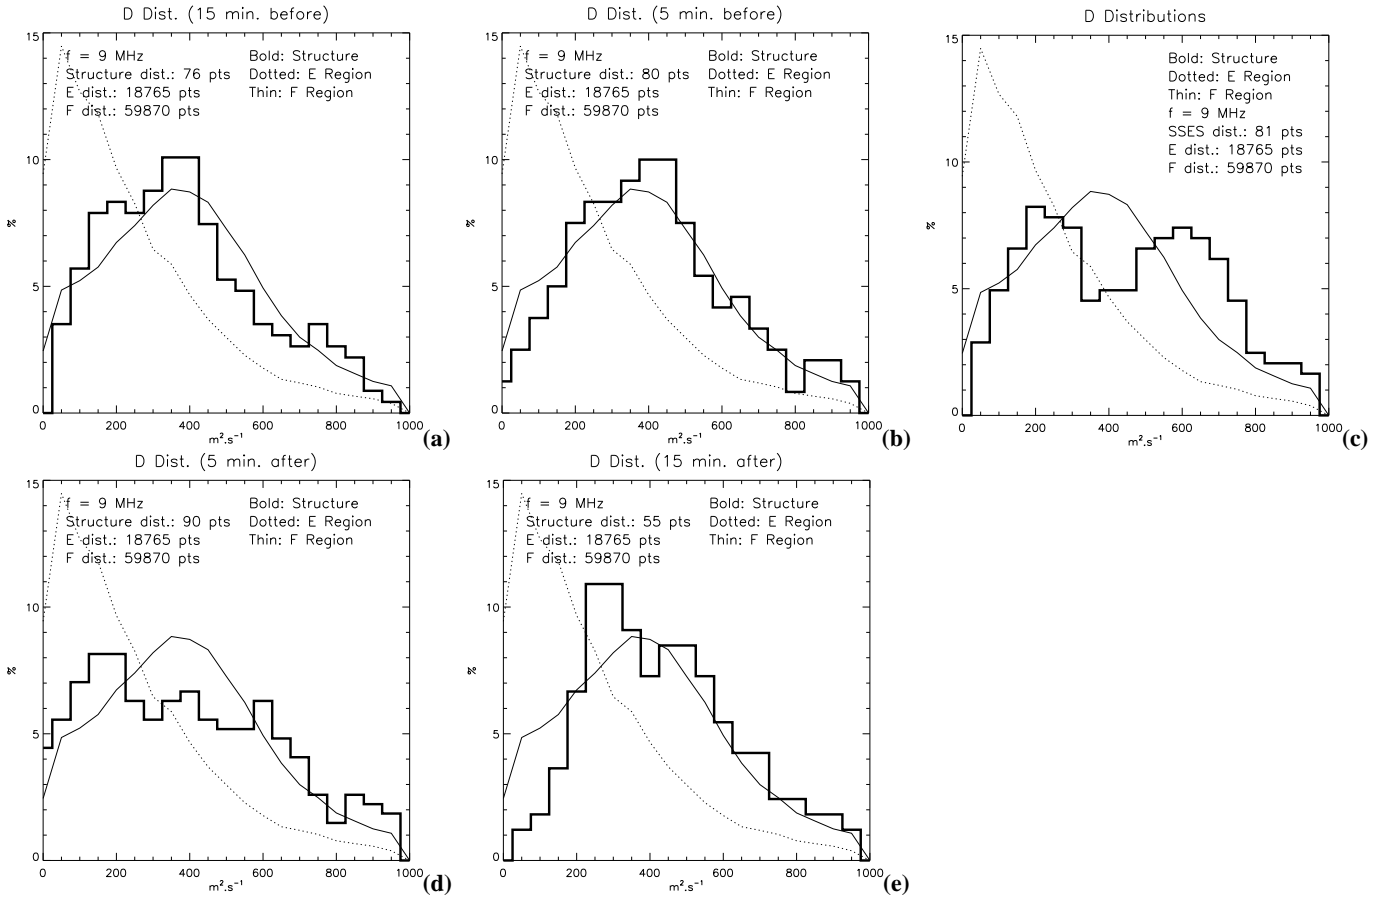 D Dist. (15 min. before)
15
f = 9 MHz
Structure dist.: 76 pts
E dist.: 18765 pts
F dist.: 59870 pts
Bold: Structure
Dotted: E Region
Thin: F Region
10
%
5
0
0 200 400 600 800 1000
m².s⁻¹
(a)
D Dist. (5 min. before)
15
f = 9 MHz
Structure dist.: 80 pts
E dist.: 18765 pts
F dist.: 59870 pts
Bold: Structure
Dotted: E Region
Thin: F Region
10
%
5
0
0 200 400 600 800 1000
m².s⁻¹
(b)
D Distributions
15
Bold: Structure
Dotted: E Region
Thin: F Region
f = 9 MHz
SSES dist.: 81 pts
E dist.: 18765 pts
F dist.: 59870 pts
10
%
5
0
0 200 400 600 800 1000
m².s⁻¹
(c)
D Dist. (5 min. after)
15
f = 9 MHz
Structure dist.: 90 pts
E dist.: 18765 pts
F dist.: 59870 pts
Bold: Structure
Dotted: E Region
Thin: F Region
10
%
5
0
0 200 400 600 800 1000
m².s⁻¹
(d)
D Dist. (15 min. after)
15
f = 9 MHz
Structure dist.: 55 pts
E dist.: 18765 pts
F dist.: 59870 pts
Bold: Structure
Dotted: E Region
Thin: F Region
10
%
5
0
0 200 400 600 800 1000
m².s⁻¹
(e)